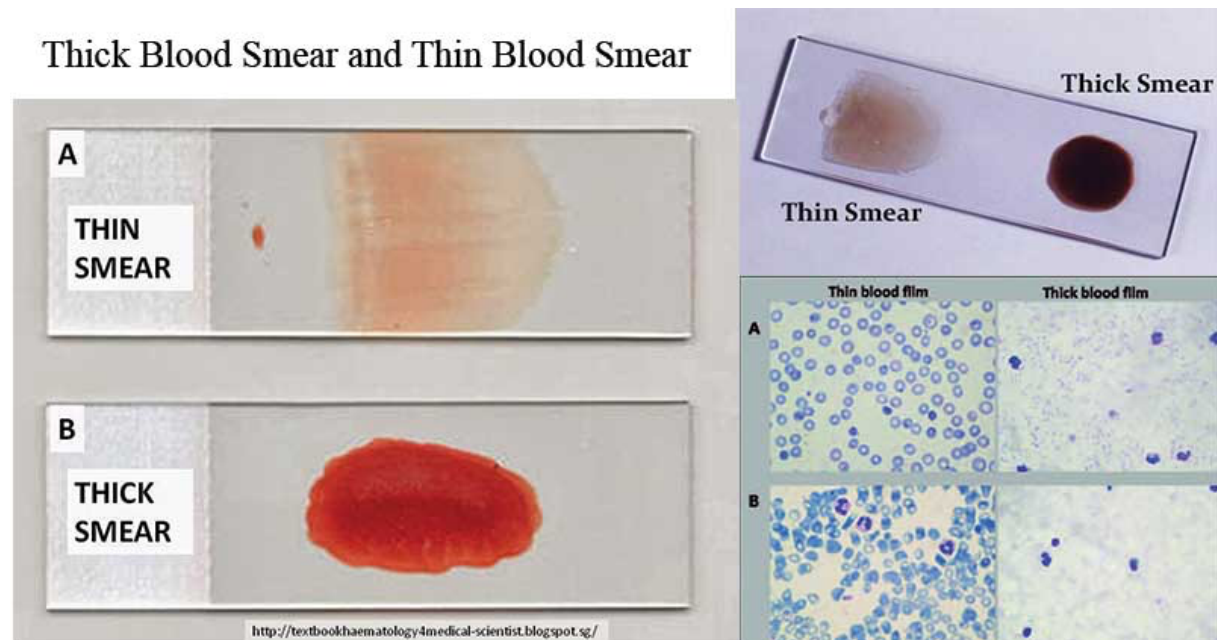 Thick Blood Smear and Thin Blood Smear
A
THIN
SMEAR
B
THICK
SMEAR
http://textbookhaematology4medical-scientist.blogspot.sg/
Thick Smear
Thin Smear
Thin blood film
Thick blood film
A
B